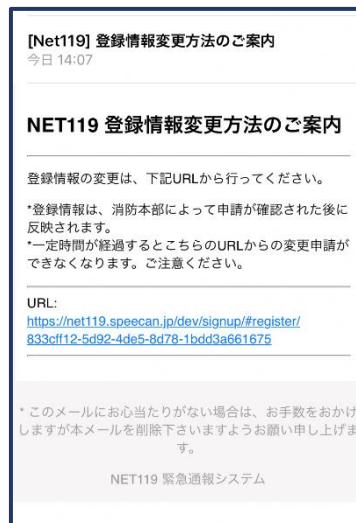 [Net119] 登録情報変更方法のご案内
今日 14:07
NET119 登録情報変更方法のご案内
登録情報の変更は、下記URLから行ってください。
*登録情報は、消防本部によって申請が確認された後に
反映されます。
*一定時間が経過するとこちらのURLからの変更申請が
できなくなります。ご注意ください。
URL:
https://net119.speecan.jp/dev/signup/#register/
833cff12-5d92-4de5-8d78-1bdd3a661675
* このメールにお心当たりがない場合は、お手数をおかけ
しますが本メールを削除下さいますようお願い申し上げま
す。
NET119 緊急通報システム